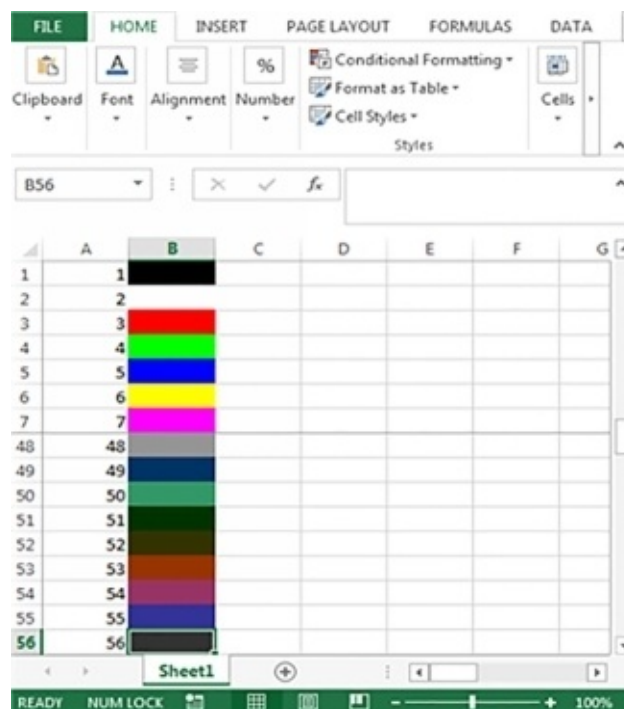 FILE HOME INSERT PAGE LAYOUT FORMULAS DATA
Conditional Formatting
Format as Table
Cell Styles
Clipboard Font Alignment % Number Cells
Styles
B56 fx
A B C D E F G
1 1
2 2
3 3
4 4
5 5
6 6
7 7
48 48
49 49
50 50
51 51
52 52
53 53
54 54
55 55
56 56
Sheet1
READY NUM LOCK 100%